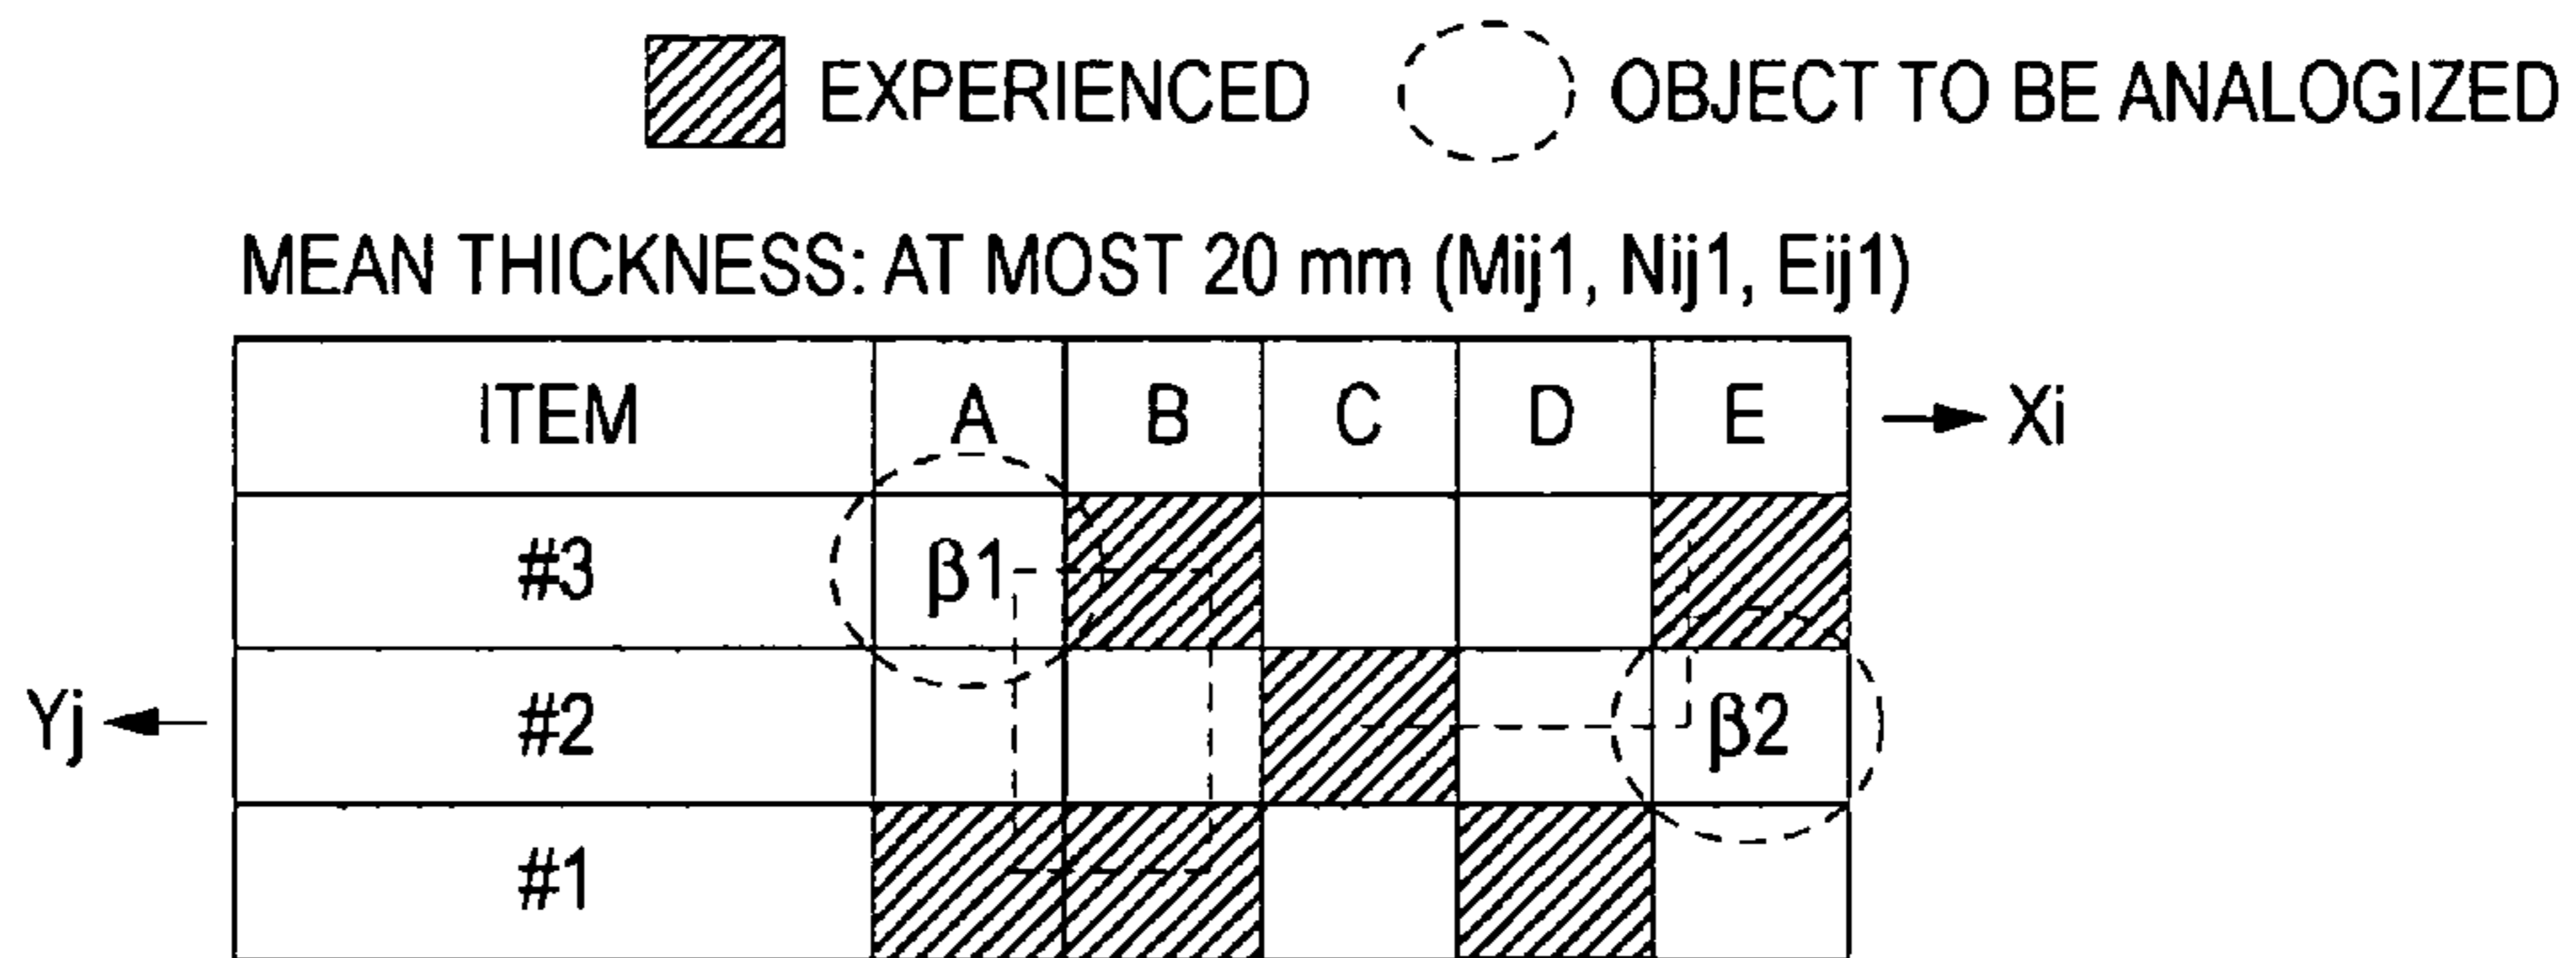 EXPERIENCED OBJECT TO BE ANALOGIZED
MEAN THICKNESS: AT MOST 20 mm (Mij1, Nij1, Eij1)
ITEM A B C D E Xi
#3 β1
Yj #2 β2
#1